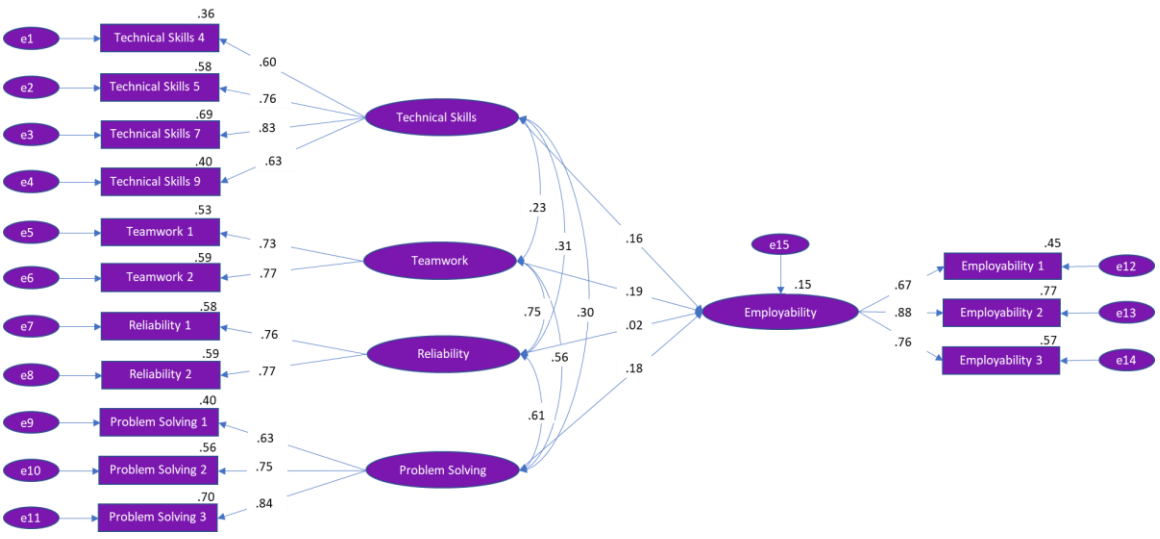 .36
e1
Technical Skills 4
.60
.58
e2
Technical Skills 5
.76
.69
e3
Technical Skills 7
.83
.63
.40
e4
Technical Skills 9
Technical Skills
.53
e5
Teamwork 1
.73
.59
e6
Teamwork 2
.77
Teamwork
.58
e7
Reliability 1
.76
.59
e8
Reliability 2
.77
Reliability
.40
e9
Problem Solving 1
.63
.56
e10
Problem Solving 2
.75
.70
e11
Problem Solving 3
.84
Problem Solving
.23
.31
.75
.30
.56
.61
.16
.19
.02
.18
e15
.15
Employability
.67
.88
.76
.45
Employability 1
e12
.77
Employability 2
e13
.57
Employability 3
e14